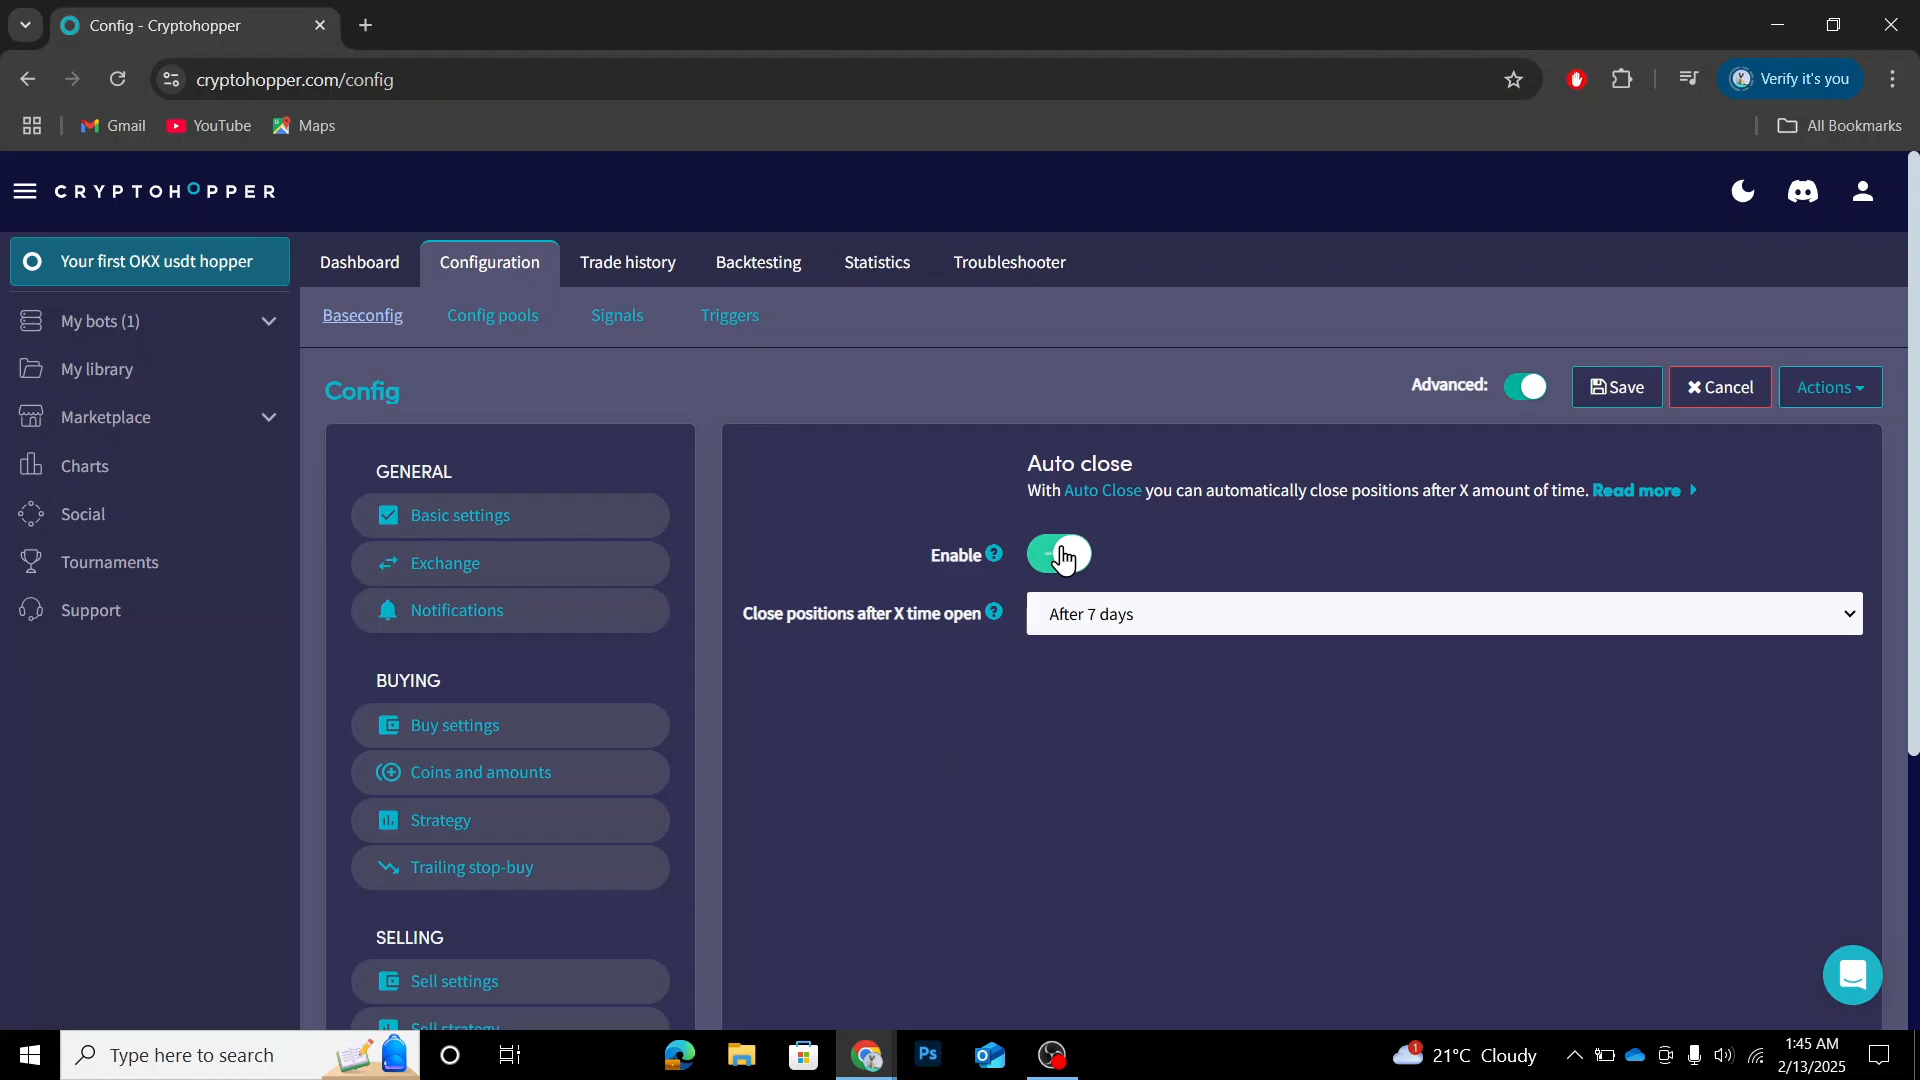 Config - Cryptohopper
cryptohopper.com/config
Verify it's you
Gmail
YouTube
Maps
All Bookmarks
CRYPTOHOPPER
Your first OKX usdt hopper
Dashboard
Configuration
Trade history
Backtesting
Statistics
Troubleshooter
My bots (1)
My library
Marketplace
Charts
Social
Tournaments
Support
Baseconfig
Config pools
Signals
Triggers
Config
Advanced:
Save
Cancel
Actions
GENERAL
Basic settings
Exchange
Notifications
BUYING
Buy settings
Coins and amounts
Strategy
Trailing stop-buy
SELLING
Sell settings
Sell strategy
Auto close
With Auto Close you can automatically close positions after X amount of time. Read more
Enable ?
Close positions after X time open ?
After 7 days
Type here to search
Ps
1
21°C Cloudy
1:45 AM
2/13/2025